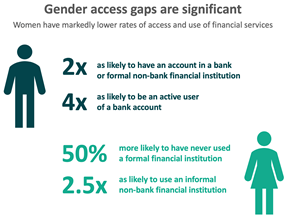 Gender access gaps are significant
Women have markedly lower rates of access and use of financial services
2x as likely to have an account in a bank
or formal non-bank financial institution
4x as likely to be an active user
of a bank account
50% more likely to have never used
a formal financial institution
2.5x as likely to use an informal
non-bank financial institution